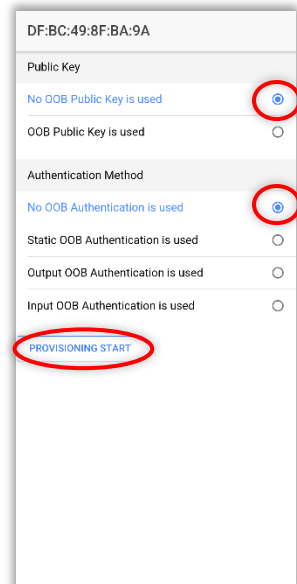 DF:BC:49:8F:BA:9A
Public Key
No OOB Public Key is used
OOB Public Key is used
Authentication Method
No OOB Authentication is used
Static OOB Authentication is used
Output OOB Authentication is used
Input OOB Authentication is used
PROVISIONING START